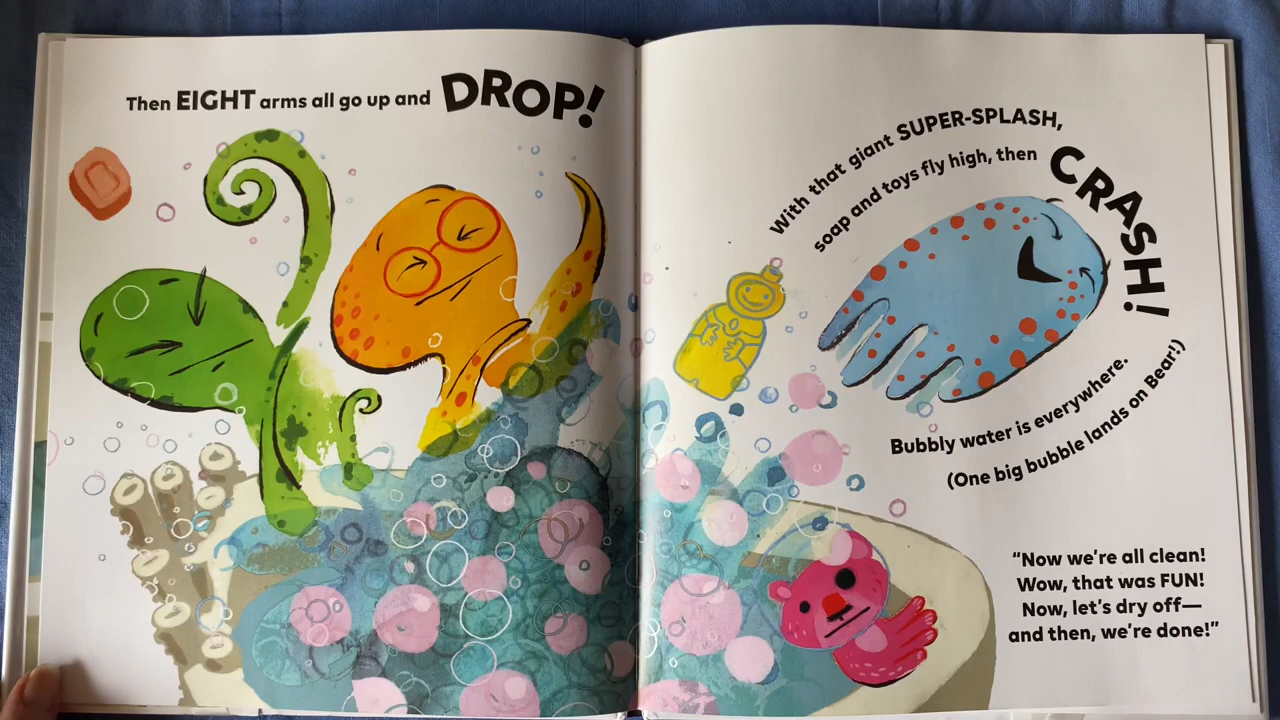 Then EIGHT arms all go up and DROP!
With that giant SUPER-SPLASH,
soap and toys fly high, then CRASH!
Bubbly water is everywhere.
(One big bubble lands on Bear!)
“Now we’re all clean!
Wow, that was FUN!
Now, let’s dry off—
and then, we’re done!”